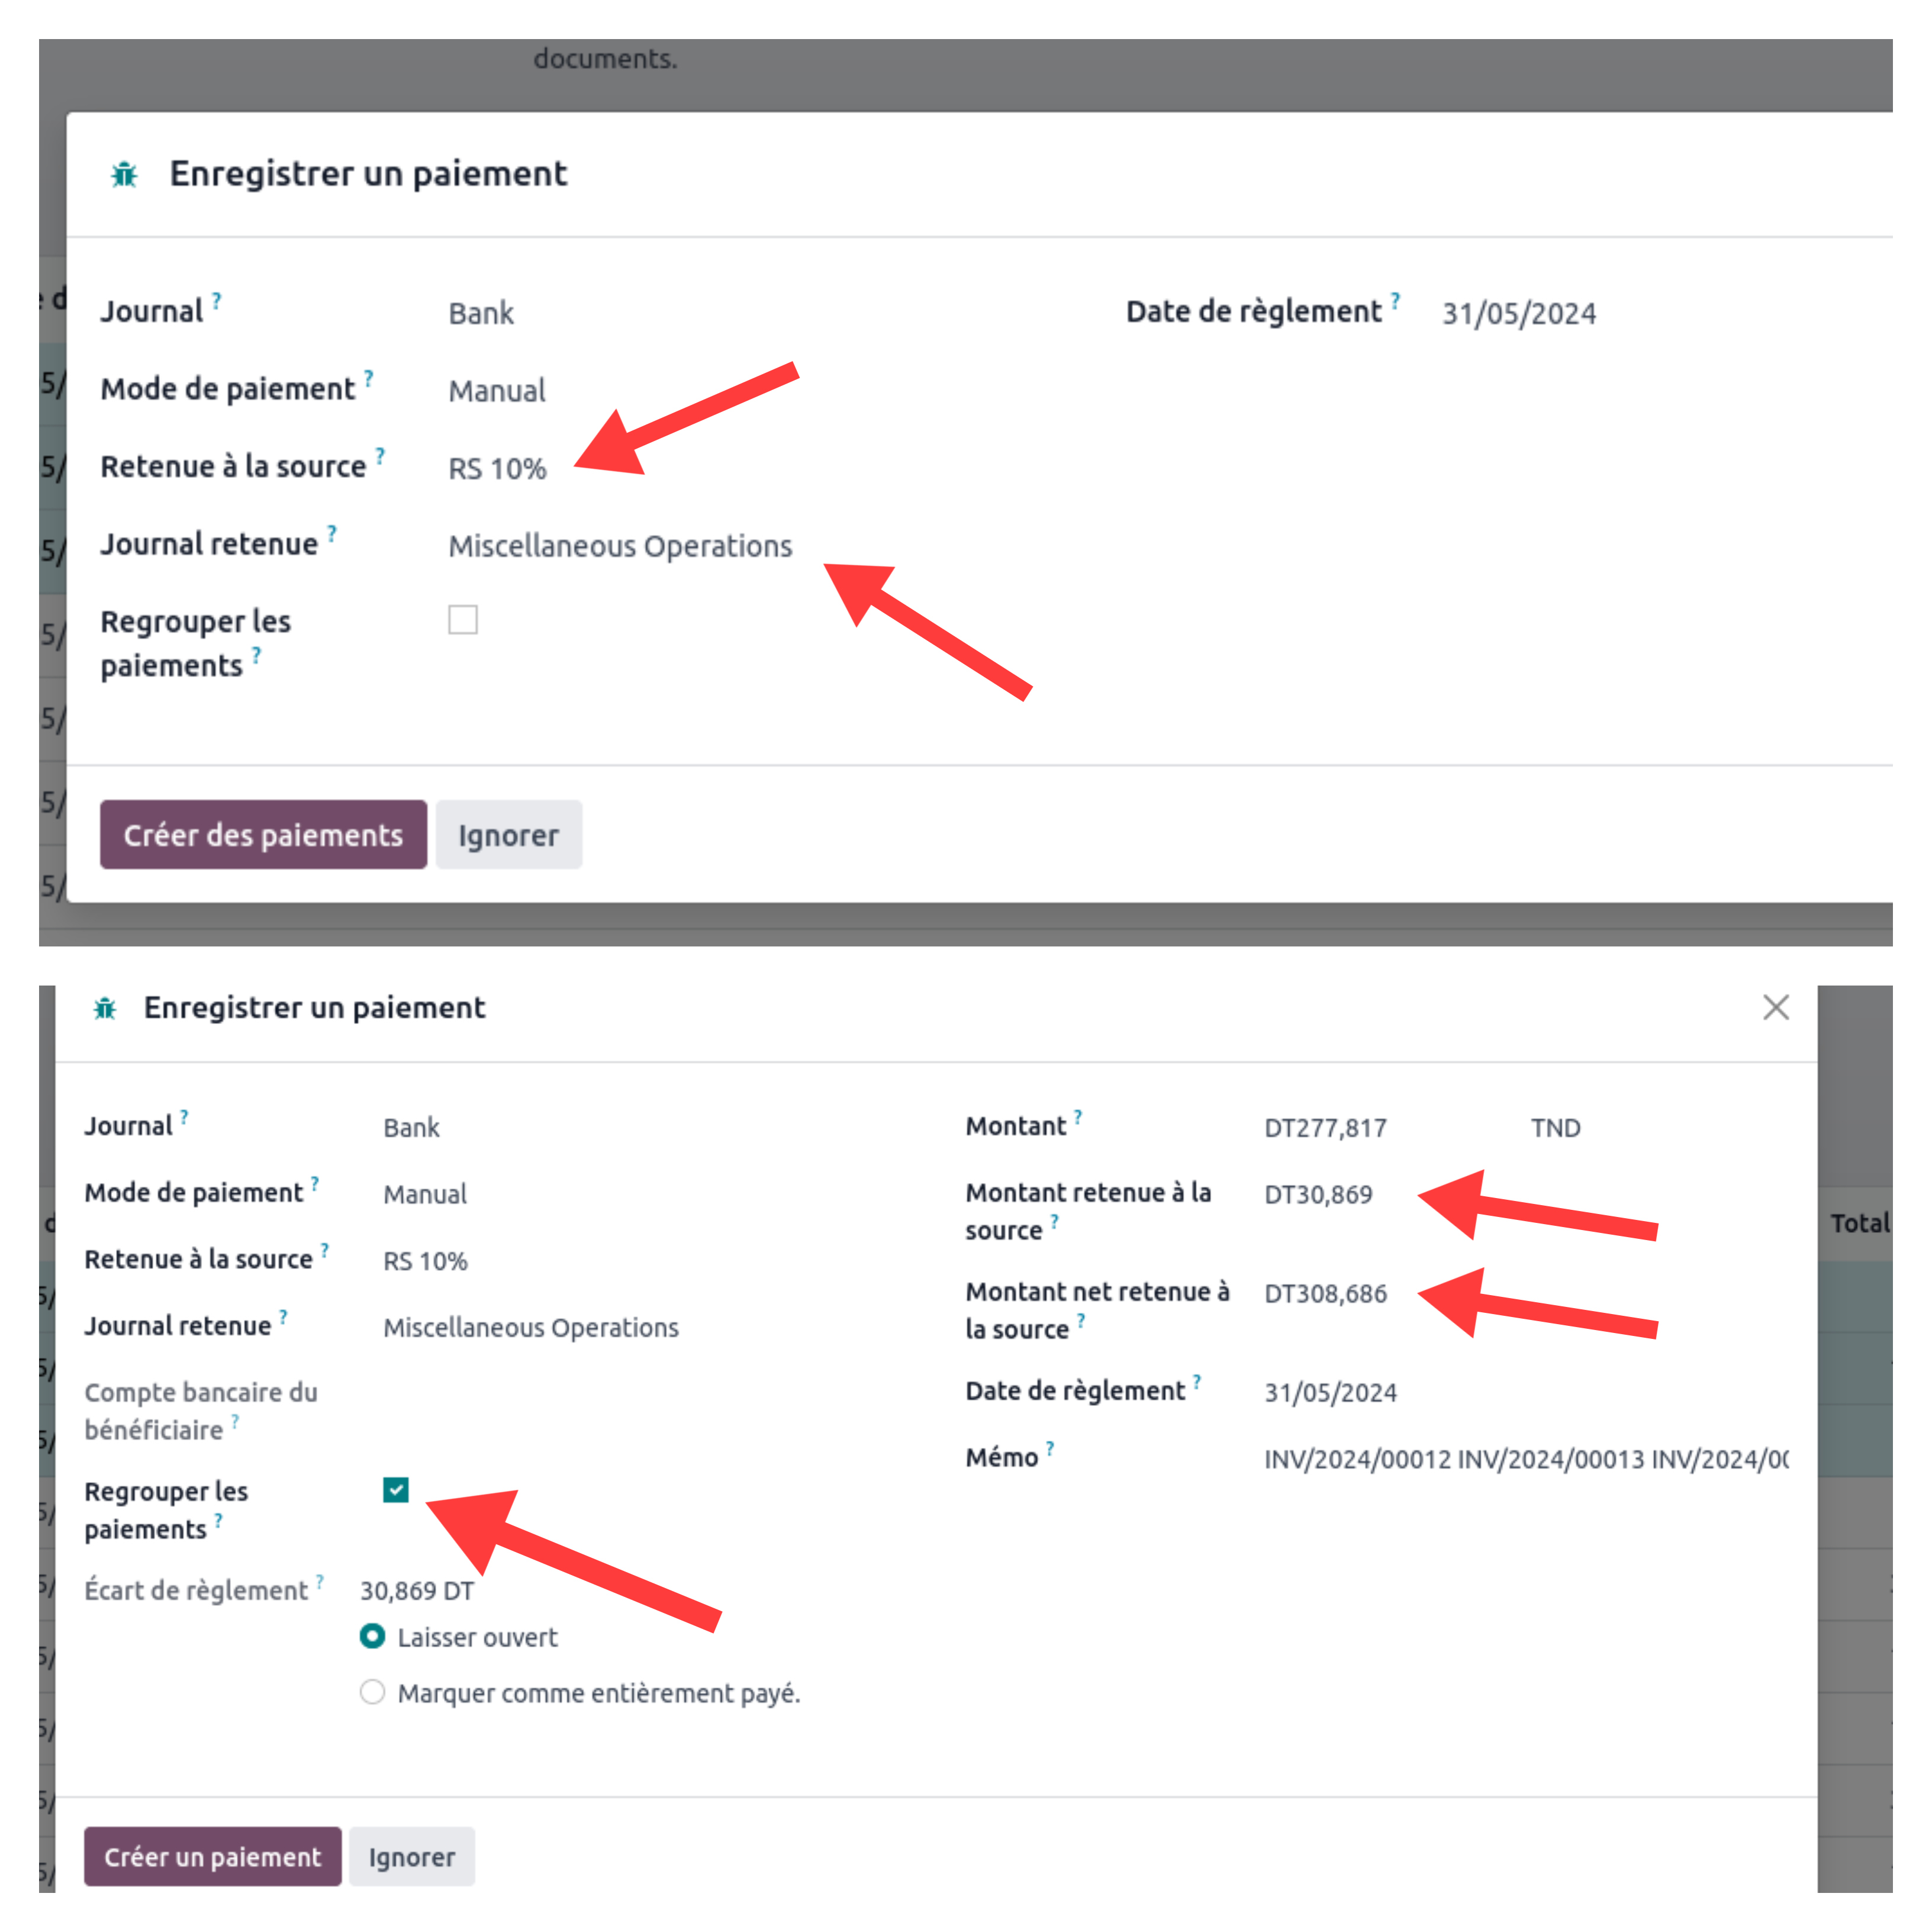 documents.
Enregistrer un paiement
Journal ? Bank
Date de règlement ? 31/05/2024
Mode de paiement ? Manual
Retenue à la source ? RS 10%
Journal retenue ? Miscellaneous Operations
Regrouper les
paiements ?
Créer des paiements Ignorer
Enregistrer un paiement
Journal ? Bank
Mode de paiement ? Manual
Retenue à la source ? RS 10%
Journal retenue ? Miscellaneous Operations
Compte bancaire du
bénéficiaire ?
Regrouper les
paiements ?
Écart de règlement ? 30,869 DT
Laisser ouvert
Marquer comme entièrement payé.
Montant ? DT277,817 TND
Montant retenue à la
source ? DT30,869
Montant net retenue à
la source ? DT308,686
Date de règlement ? 31/05/2024
Mémo ? INV/2024/00012 INV/2024/00013 INV/2024/00
Total
Créer un paiement Ignorer